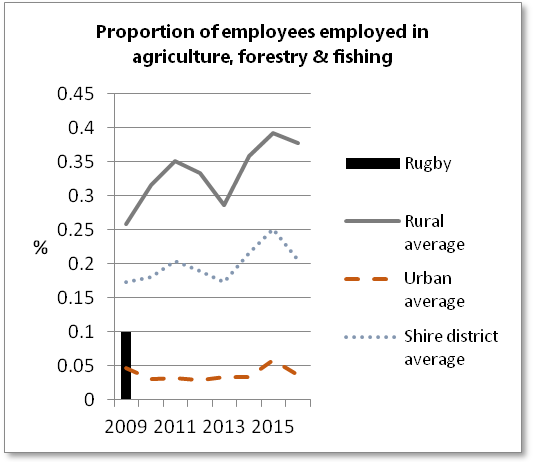 Proportion of employees employed in
agriculture, forestry & fishing
0.45
0.4
0.35
0.3
0.25
0.2
0.15
0.1
0.05
0
%
2009 2011 2013 2015
Rugby
Rural
average
Urban
average
Shire district
average